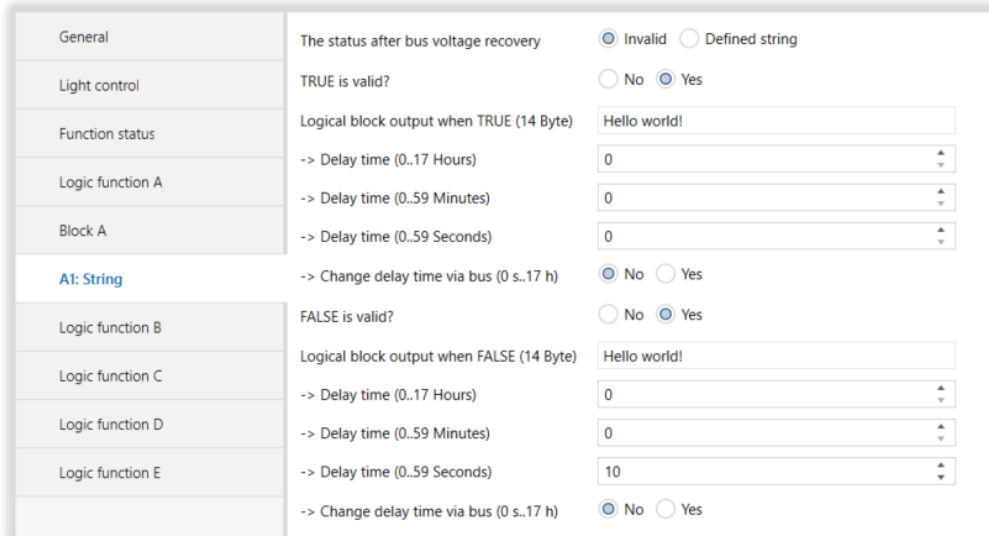 General
Light control
Function status
Logic function A
Block A
A1: String
Logic function B
Logic function C
Logic function D
Logic function E
The status after bus voltage recovery Invalid Defined string
TRUE is valid? No Yes
Logical block output when TRUE (14 Byte) Hello world!
-> Delay time (0..17 Hours) 0
-> Delay time (0..59 Minutes) 0
-> Delay time (0..59 Seconds) 0
-> Change delay time via bus (0 s..17 h) No Yes
FALSE is valid? No Yes
Logical block output when FALSE (14 Byte) Hello world!
-> Delay time (0..17 Hours) 0
-> Delay time (0..59 Minutes) 0
-> Delay time (0..59 Seconds) 10
-> Change delay time via bus (0 s..17 h) No Yes